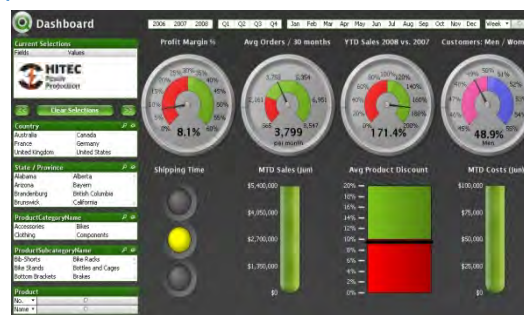 Dashboard
2006 2007 2008 Q1 Q2 Q3 Q4 Jan Feb Mar Apr May Jun Jul Aug Sep Oct Nov Dec Week
Current Selections
Fields Values
HITEC
Power
Protection
<< Clear Selections >>
Country
Australia Canada
France Germany
United Kingdom United States
State / Province
Alabama Alberta
Arizona Bayern
Brandenburg British Columbia
Brunswick California
ProductCategoryName
Accessories Bikes
Clothing Components
ProductSubcategoryName
Bib-Shorts Bike Racks
Bike Stands Bottles and Cages
Bottom Brackets Brakes
Product
No.
Name
Profit Margin %
8.1%
Avg Orders / 30 months
3,799
per month
YTD Sales 2008 vs. 2007
171.4%
Customers: Men / Wom
48.9%
Men
Shipping Time
MTD Sales (Jun)
$5,400,000
$4,050,000
$2,700,000
$1,350,000
$0
Avg Product Discount
20%
18%
16%
14%
12%
10%
8%
6%
4%
2%
0%
MTD Costs (Jun)
$100,000
$75,000
$50,000
$25,000
$0